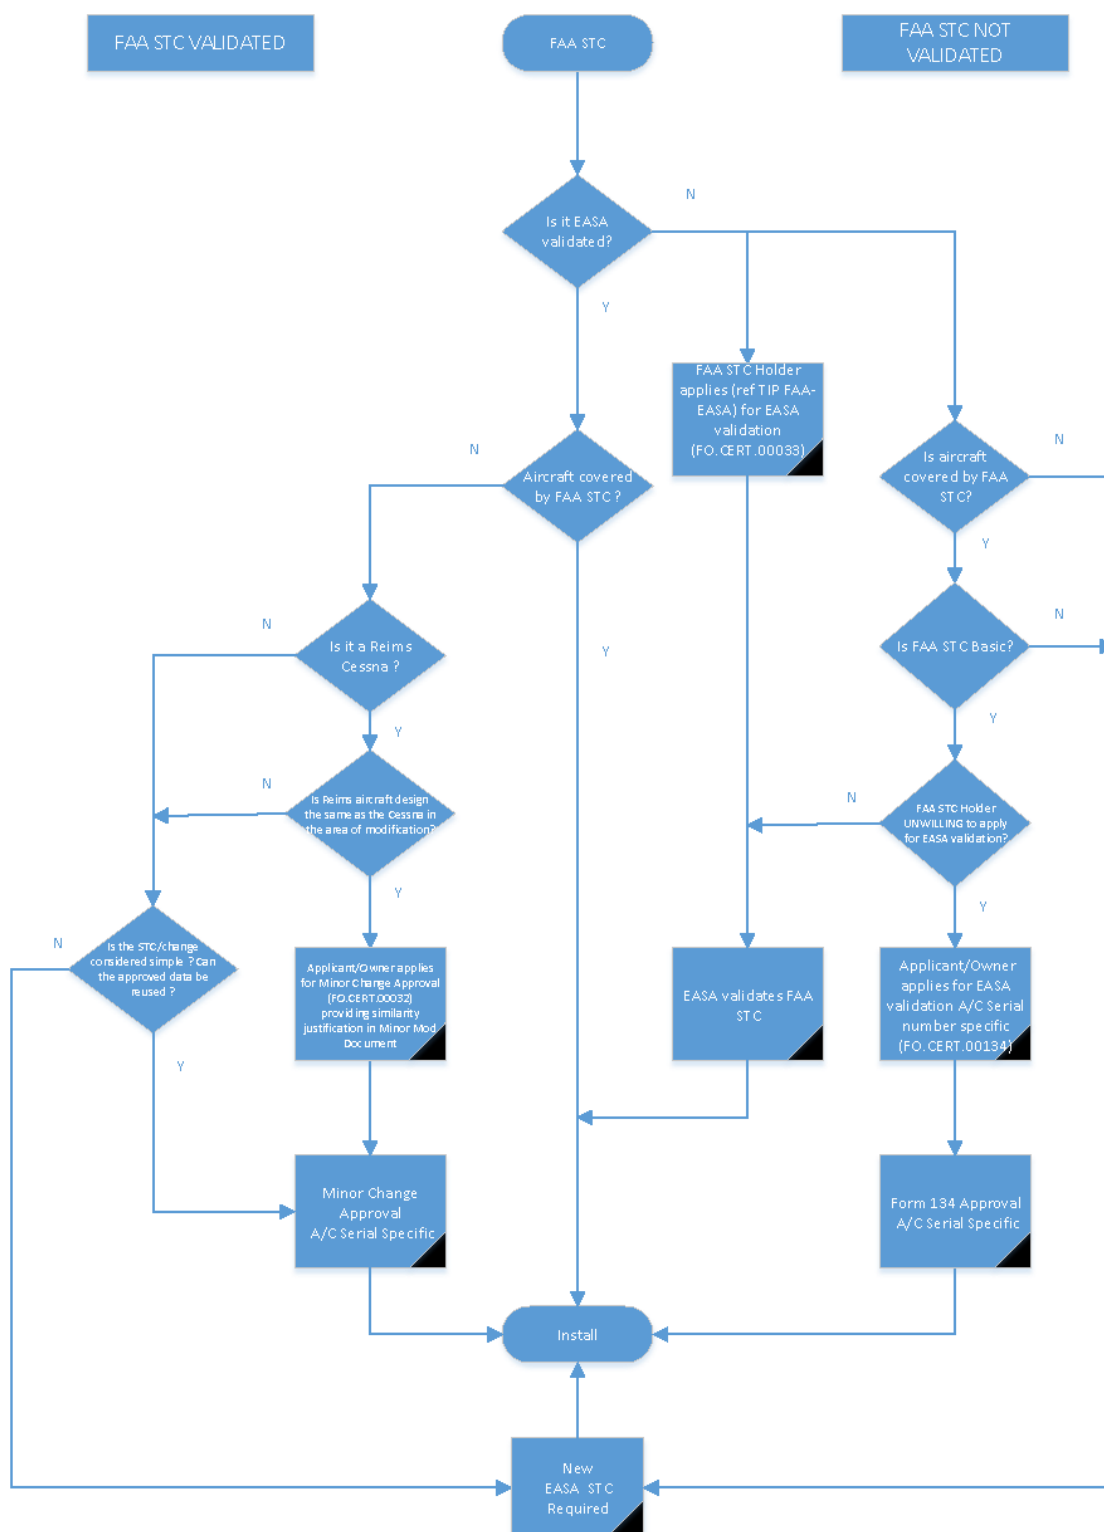 FAA STC VALIDATED
FAA STC
FAA STC NOT
VALIDATED
N
Is it EASA
validated?
Y
FAA STC Holder
applies (ref TIP FAA-
EASA) for EASA
validation
(FO.CERT.00033)
N
Aircraft covered
by FAA STC ?
N
Is aircraft
covered by FAA
STC?
Y
N
Is it a Reims
Cessna ?
Y
Y
N
Is FAA STC Basic?
Y
N
Is Reims aircraft design
the same as the Cessna in
the area of modification?
Y
N
FAA STC Holder
UNWILLING to apply
for EASA validation?
Y
N
Is the STC/change
considered simple ? Can
the approved data be
reused ?
Y
Applicant/Owner applies
for Minor Change Approval
(FO.CERT.00032)
providing similarity
justification in Minor Mod
Document
EASA validates FAA
STC
Applicant/Owner
applies for EASA
validation A/C Serial
number specific
(FO.CERT.00134)
Minor Change
Approval
A/C Serial Specific
Form 134 Approval
A/C Serial Specific
Install
New
EASA STC
Required